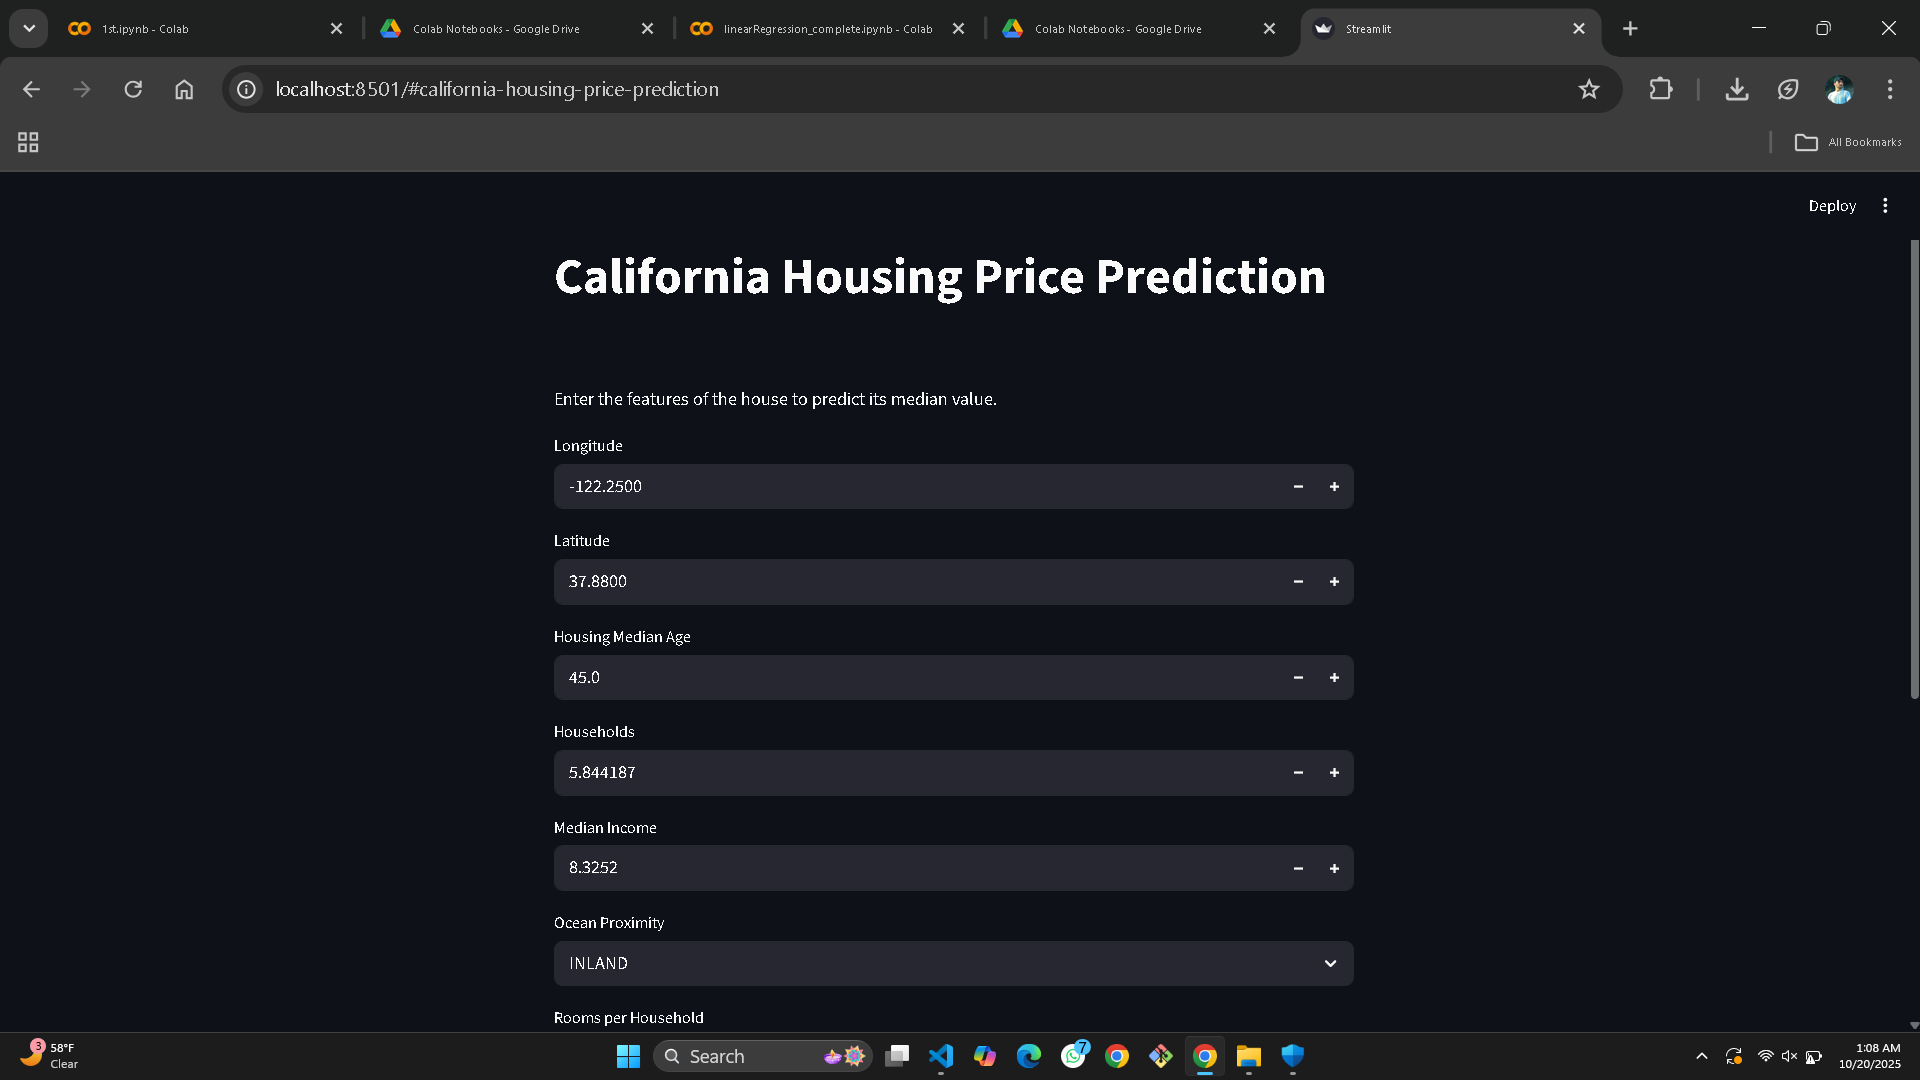 1st.ipynb - Colab
Colab Notebooks - Google Drive
linearRegression_complete.ipynb - Colab
Colab Notebooks - Google Drive
Streamlit
localhost:8501/#california-housing-price-prediction
All Bookmarks
Deploy
California Housing Price Prediction
Enter the features of the house to predict its median value.
Longitude
-122.2500
Latitude
37.8800
Housing Median Age
45.0
Households
5.844187
Median Income
8.3252
Ocean Proximity
INLAND
Rooms per Household
3
58°F
Clear
Search
7
1:08 AM
10/20/2025